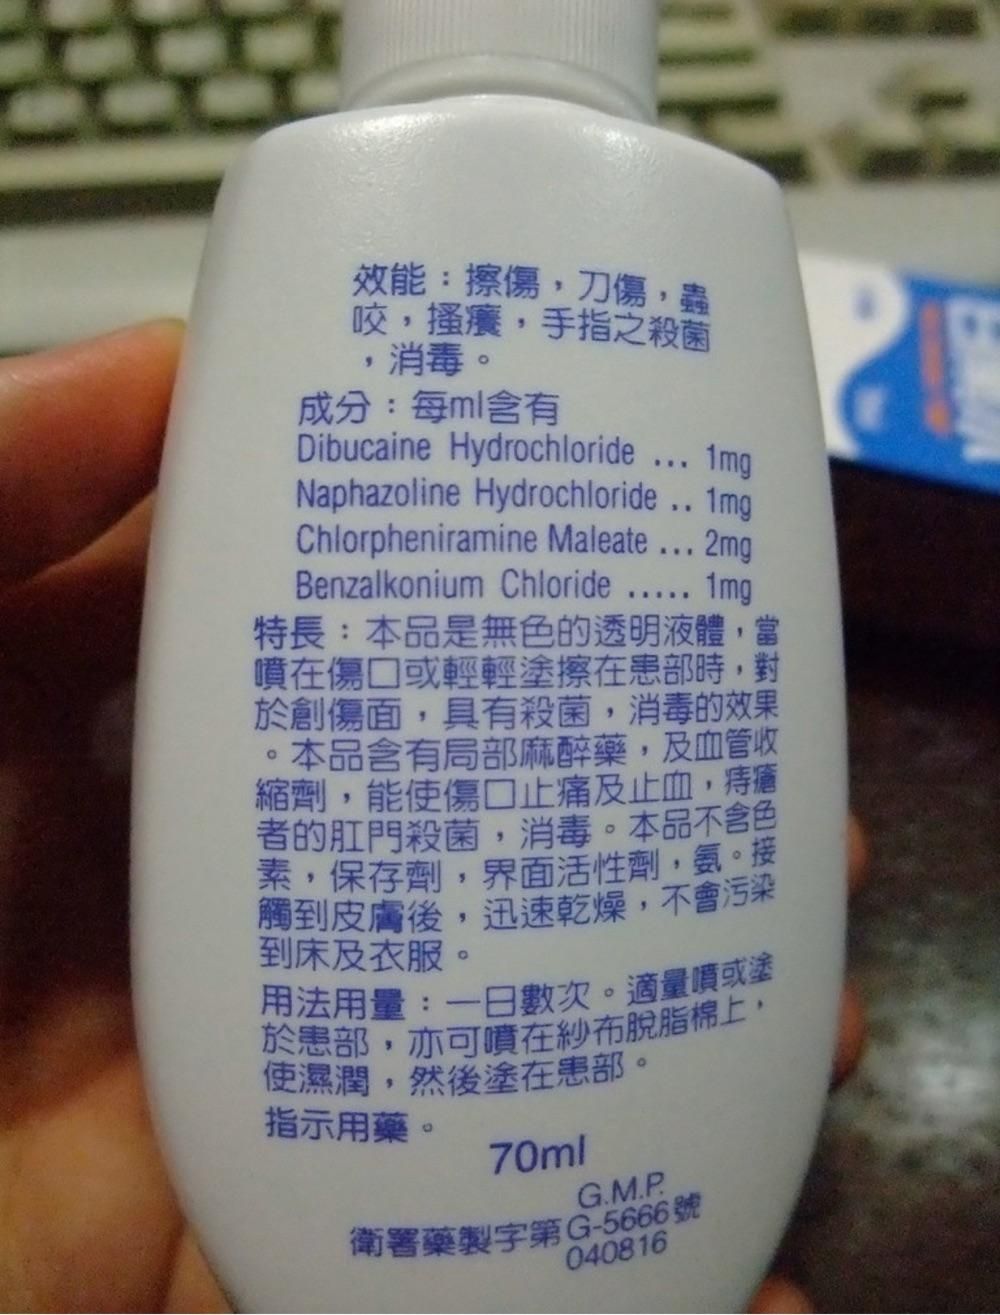 效能：擦傷，刀傷，蟲
咬，搔癢，手指之殺菌
，消毒。
成分：每ml含有
Dibucaine Hydrochloride ... 1mg
Naphazoline Hydrochloride .. 1mg
Chlorpheniramine Maleate ... 2mg
Benzalkonium Chloride ..... 1mg
特長：本品是無色的透明液體，當
噴在傷口或輕輕塗擦在患部時，對
於創傷面，具有殺菌，消毒的效果
。本品含有局部麻醉藥，及血管收
縮劑，能使傷口止痛及止血，痔瘡
者的肛門殺菌，消毒。本品不含色
素，保存劑，界面活性劑，氨。接
觸到皮膚後，迅速乾燥，不會污染
到床及衣服。
用法用量：一日數次。適量噴或塗
於患部，亦可噴在紗布脫脂棉上，
使濕潤，然後塗在患部。
指示用藥。
70ml
G.M.P.
衛署藥製字第G-5666號
040816